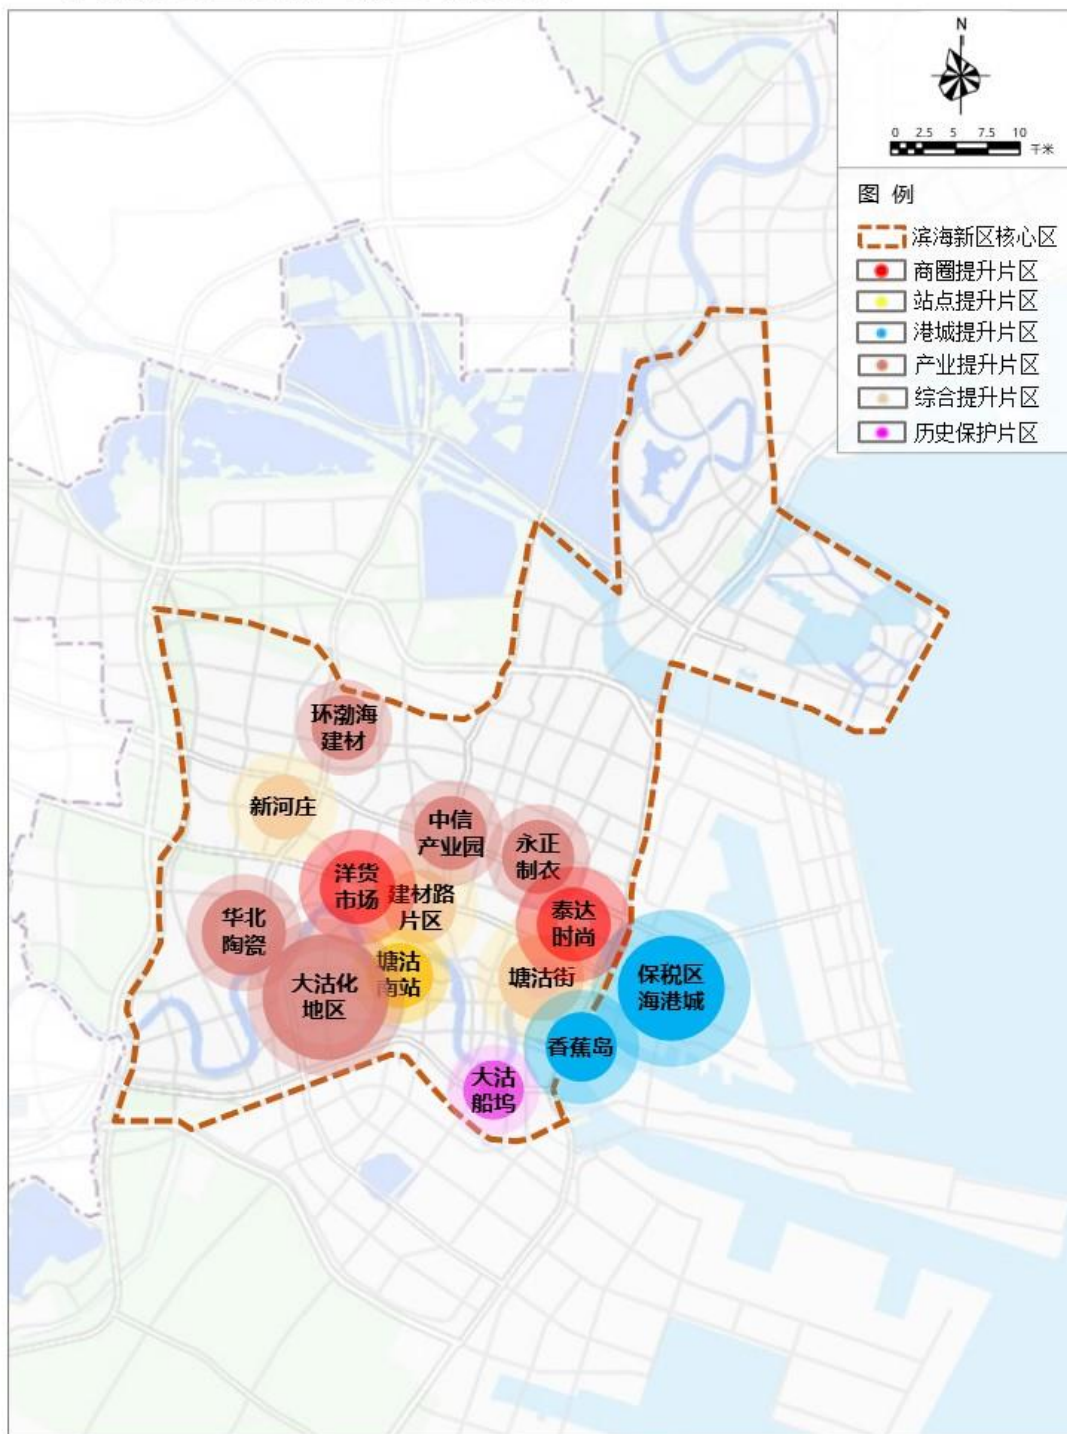 N
0 2.5 5 7.5 10
千米
图 例
滨海新区核心区
商圈提升片区
站点提升片区
港城提升片区
产业提升片区
综合提升片区
历史保护片区
环渤海
建材
新河庄
中信
产业园
永正
制衣
洋货
市场
建材路
片区
华北
陶瓷
泰达
时尚
大沽化
地区
塘沽
南站
塘沽街
保税区
海港城
香蕉岛
大沽
船坞